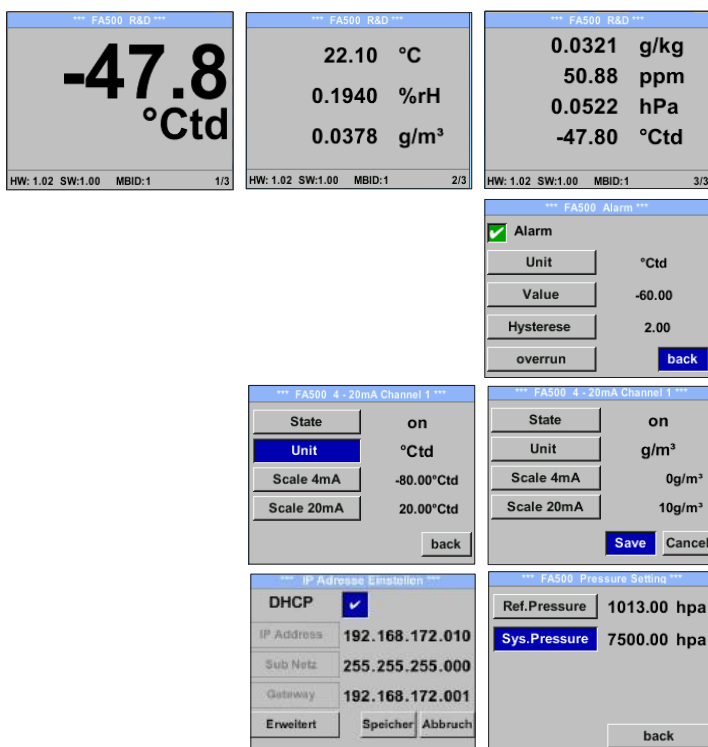 *** FA500 R&D ***
-47.8
°Ctd
HW: 1.02 SW:1.00 MBID:1 1/3
*** FA500 R&D ***
22.10 °C
0.1940 %rH
0.0378 g/m³
HW: 1.02 SW:1.00 MBID:1 2/3
*** FA500 R&D ***
0.0321 g/kg
50.88 ppm
0.0522 hPa
-47.80 °Ctd
HW: 1.02 SW:1.00 MBID:1 3/3
*** FA500 Alarm ***
Alarm
Unit °Ctd
Value -60.00
Hysterese 2.00
overrun back
*** FA500 4 - 20mA Channel 1 ***
State on
Unit °Ctd
Scale 4mA -80.00°Ctd
Scale 20mA 20.00°Ctd
back
*** FA500 4 - 20mA Channel 1 ***
State on
Unit g/m³
Scale 4mA 0g/m³
Scale 20mA 10g/m³
Save Cancel
*** IP Adresse Einstellen ***
DHCP
IP Address 192.168.172.010
Sub Netz 255.255.255.000
Gateway 192.168.172.001
Erweitert Speicher Abbruch
*** FA500 Pressure Setting ***
Ref.Pressure 1013.00 hpa
Sys.Pressure 7500.00 hpa
back